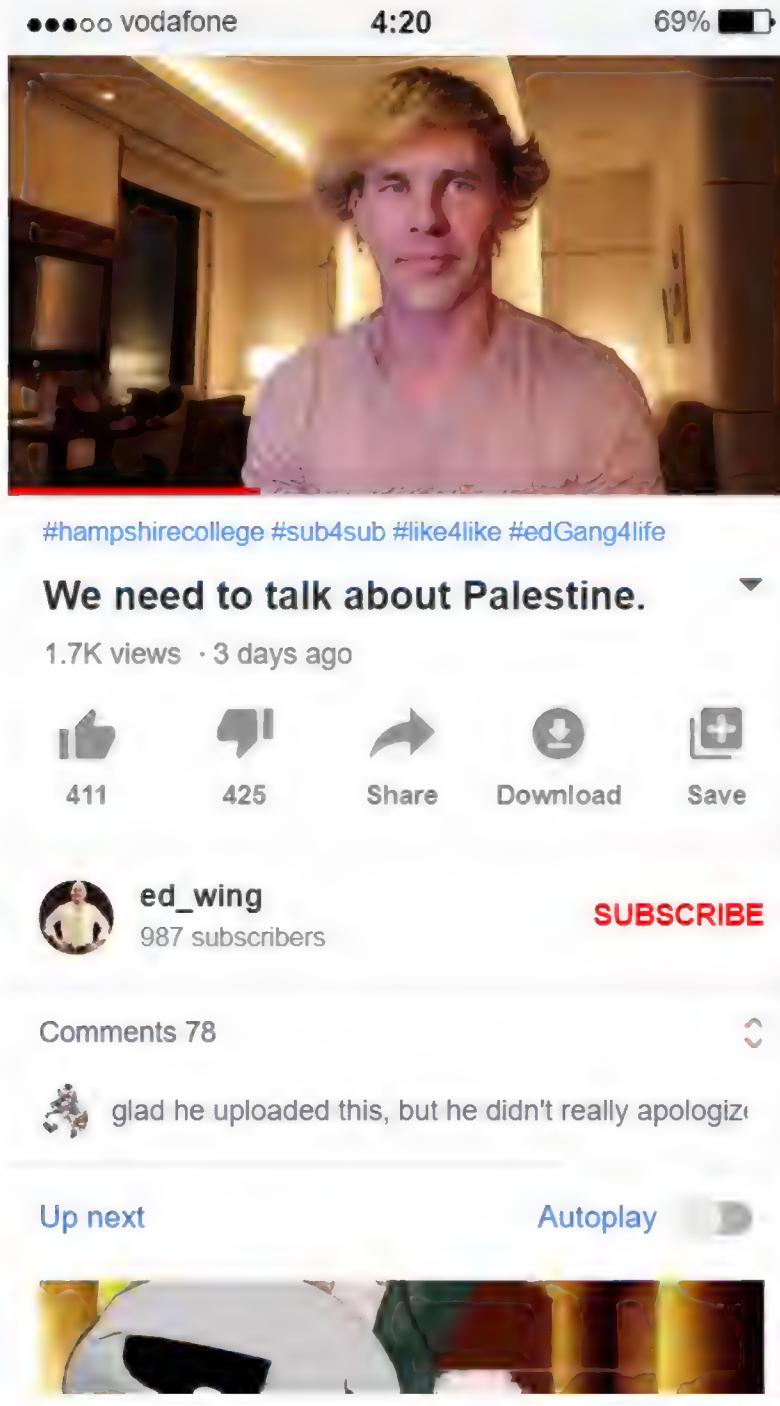 vodafone 4:20 69%
#hampshirecollege #sub4sub #like4like #edGang4life
We need to talk about Palestine.
1.7K views · 3 days ago
411 425 Share Download Save
ed_wing
987 subscribers
SUBSCRIBE
Comments 78
glad he uploaded this, but he didn't really apologize
Up next Autoplay